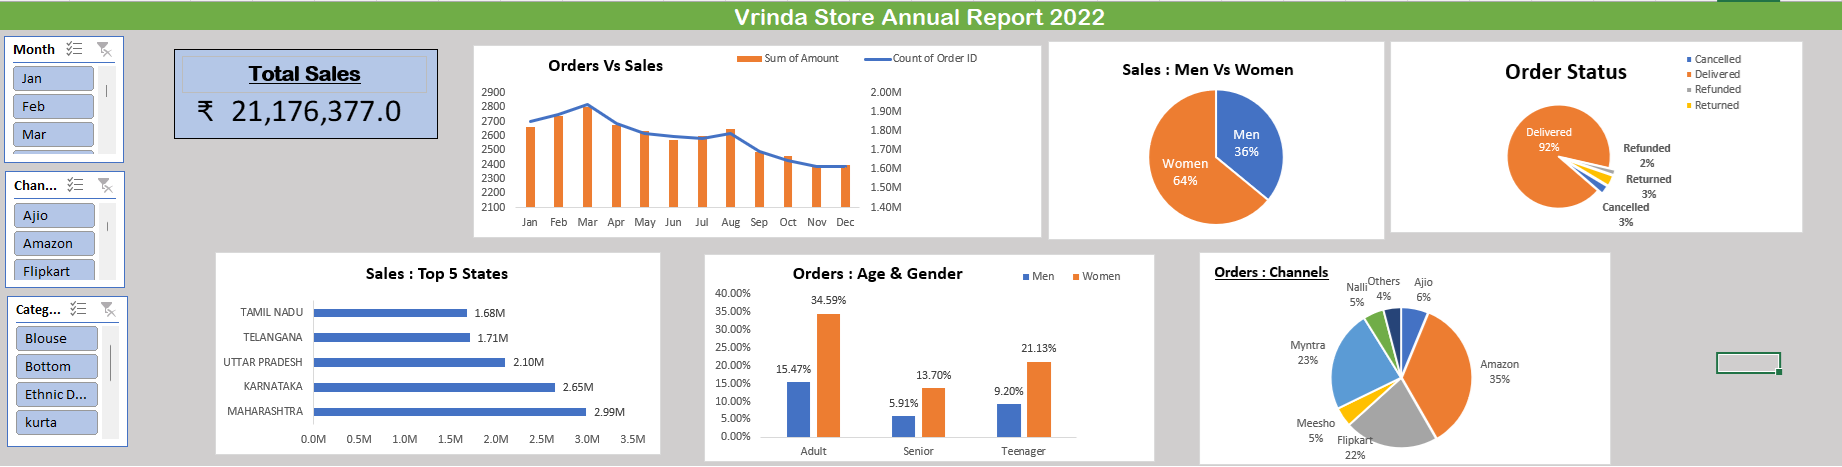 Vrinda Store Annual Report 2022
Month
Jan
Feb
Mar
Chan...
Ajio
Amazon
Flipkart
Categ...
Blouse
Bottom
Ethnic D...
kurta
Total Sales
₹ 21,176,377.0
Orders Vs Sales
Sum of Amount
Count of Order ID
2900
2800
2700
2600
2500
2400
2300
2200
2100
2.00M
1.90M
1.80M
1.70M
1.60M
1.50M
1.40M
Jan Feb Mar Apr May Jun Jul Aug Sep Oct Nov Dec
Sales : Men Vs Women
Men
36%
Women
64%
Order Status
Cancelled
Delivered
Refunded
Returned
Delivered
92%
Refunded
2%
Returned
3%
Cancelled
3%
Sales : Top 5 States
TAMIL NADU 1.68M
TELANGANA 1.71M
UTTAR PRADESH 2.10M
KARNATAKA 2.65M
MAHARASHTRA 2.99M
0.0M 0.5M 1.0M 1.5M 2.0M 2.5M 3.0M 3.5M
Orders : Age & Gender
Men Women
40.00%
35.00%
30.00%
25.00%
20.00%
15.00%
10.00%
5.00%
0.00%
15.47% 34.59%
5.91% 13.70%
9.20% 21.13%
Adult Senior Teenager
Orders : Channels
Nalli
5%
Others
4%
Ajio
6%
Myntra
23%
Amazon
35%
Meesho
5%
Flipkart
22%